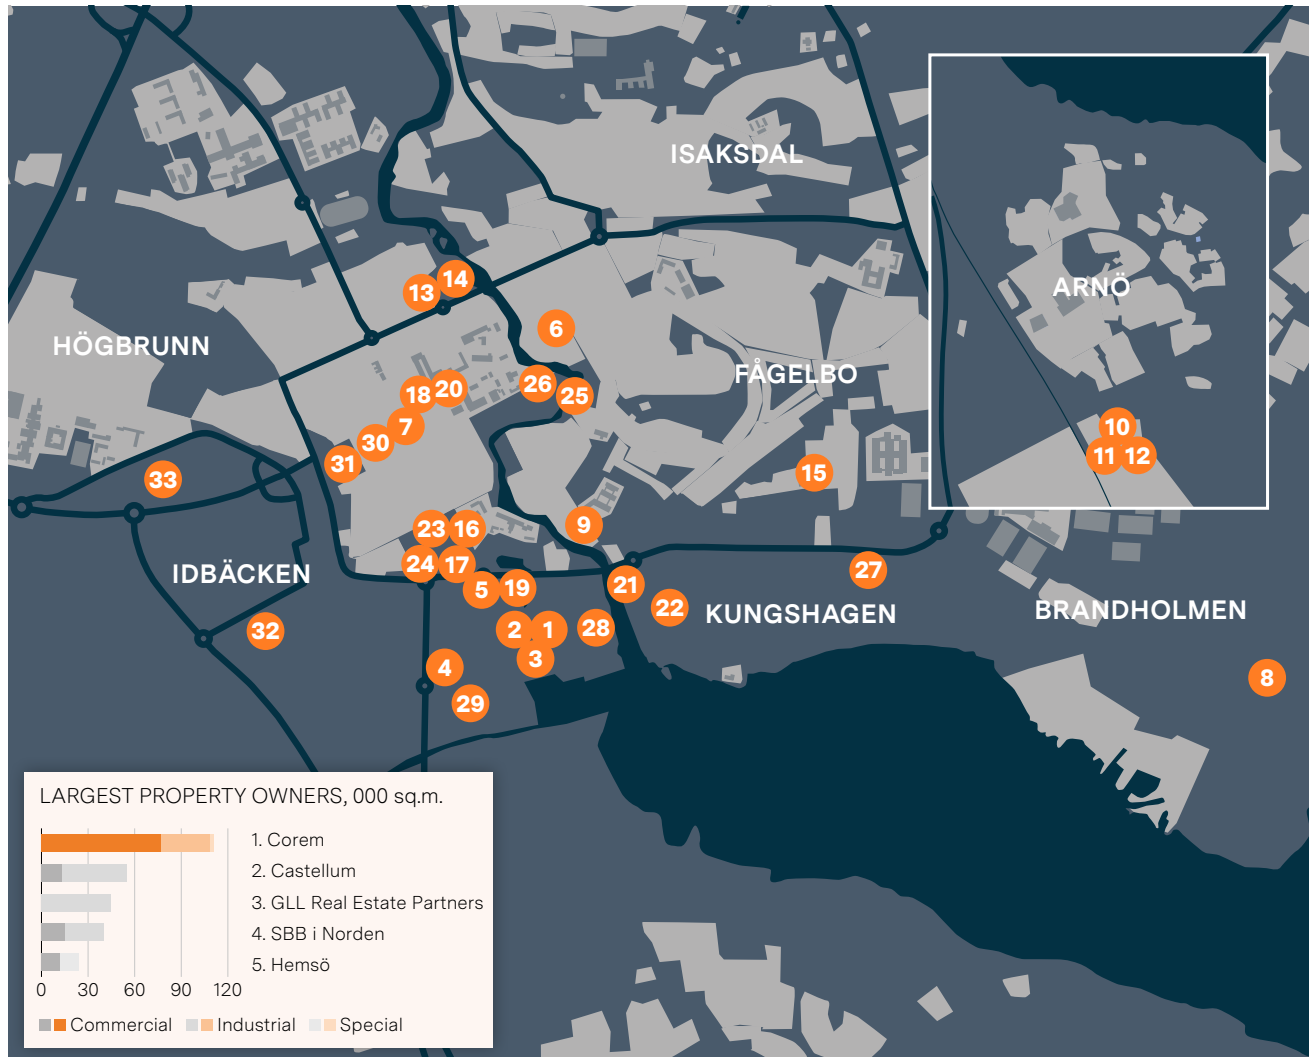 ISAKSDAL
ARNÖ
14
13
6
HÖGBRUNN
FÅGELBO
26
25
18
20
7
30
31
10
11
12
33
15
23
16
9
24
17
IDBÄCKEN
5
19
21
27
22
KUNGSHAGEN
BRANDHOLMEN
32
2
1
28
3
4
29
8
LARGEST PROPERTY OWNERS, 000 sq.m.
1. Corem
2. Castellum
3. GLL Real Estate Partners
4. SBB i Norden
5. Hemsö
0 30 60 90 120
Commercial Industrial Special